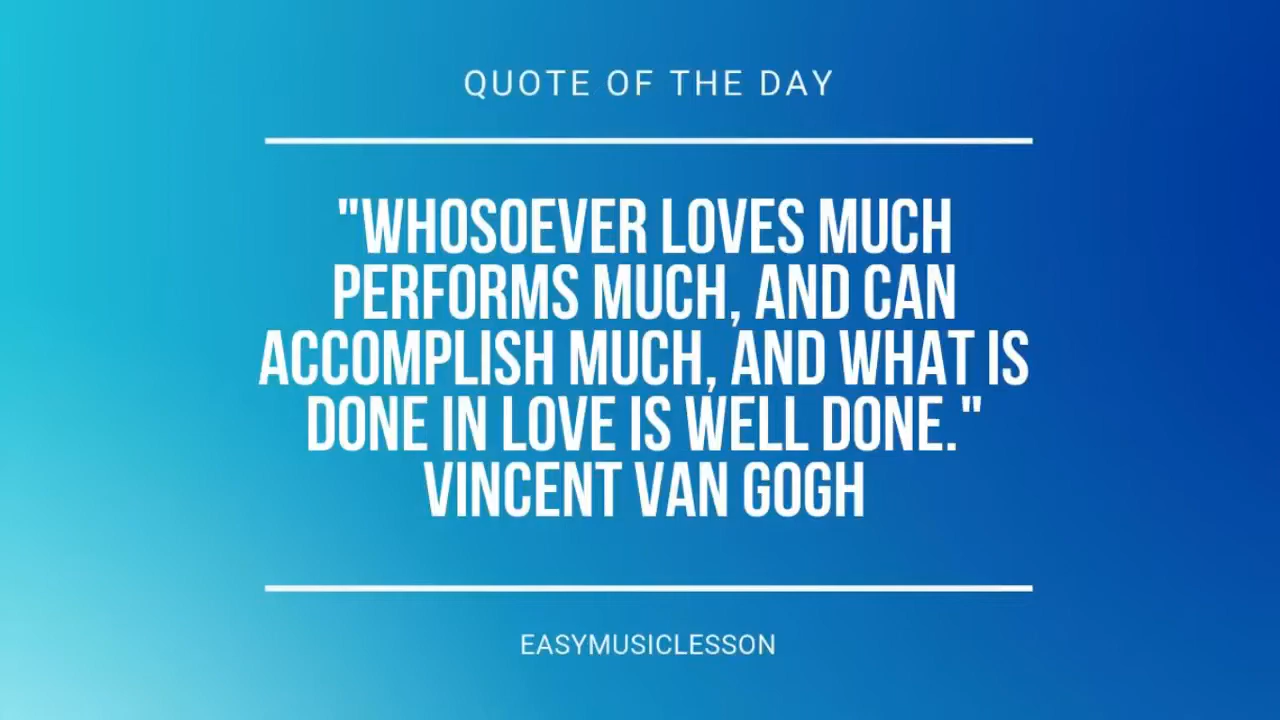 QUOTE OF THE DAY
"WHOSOEVER LOVES MUCH
PERFORMS MUCH, AND CAN
ACCOMPLISH MUCH, AND WHAT IS
DONE IN LOVE IS WELL DONE."
VINCENT VAN GOGH
EASYMUSICLESSON